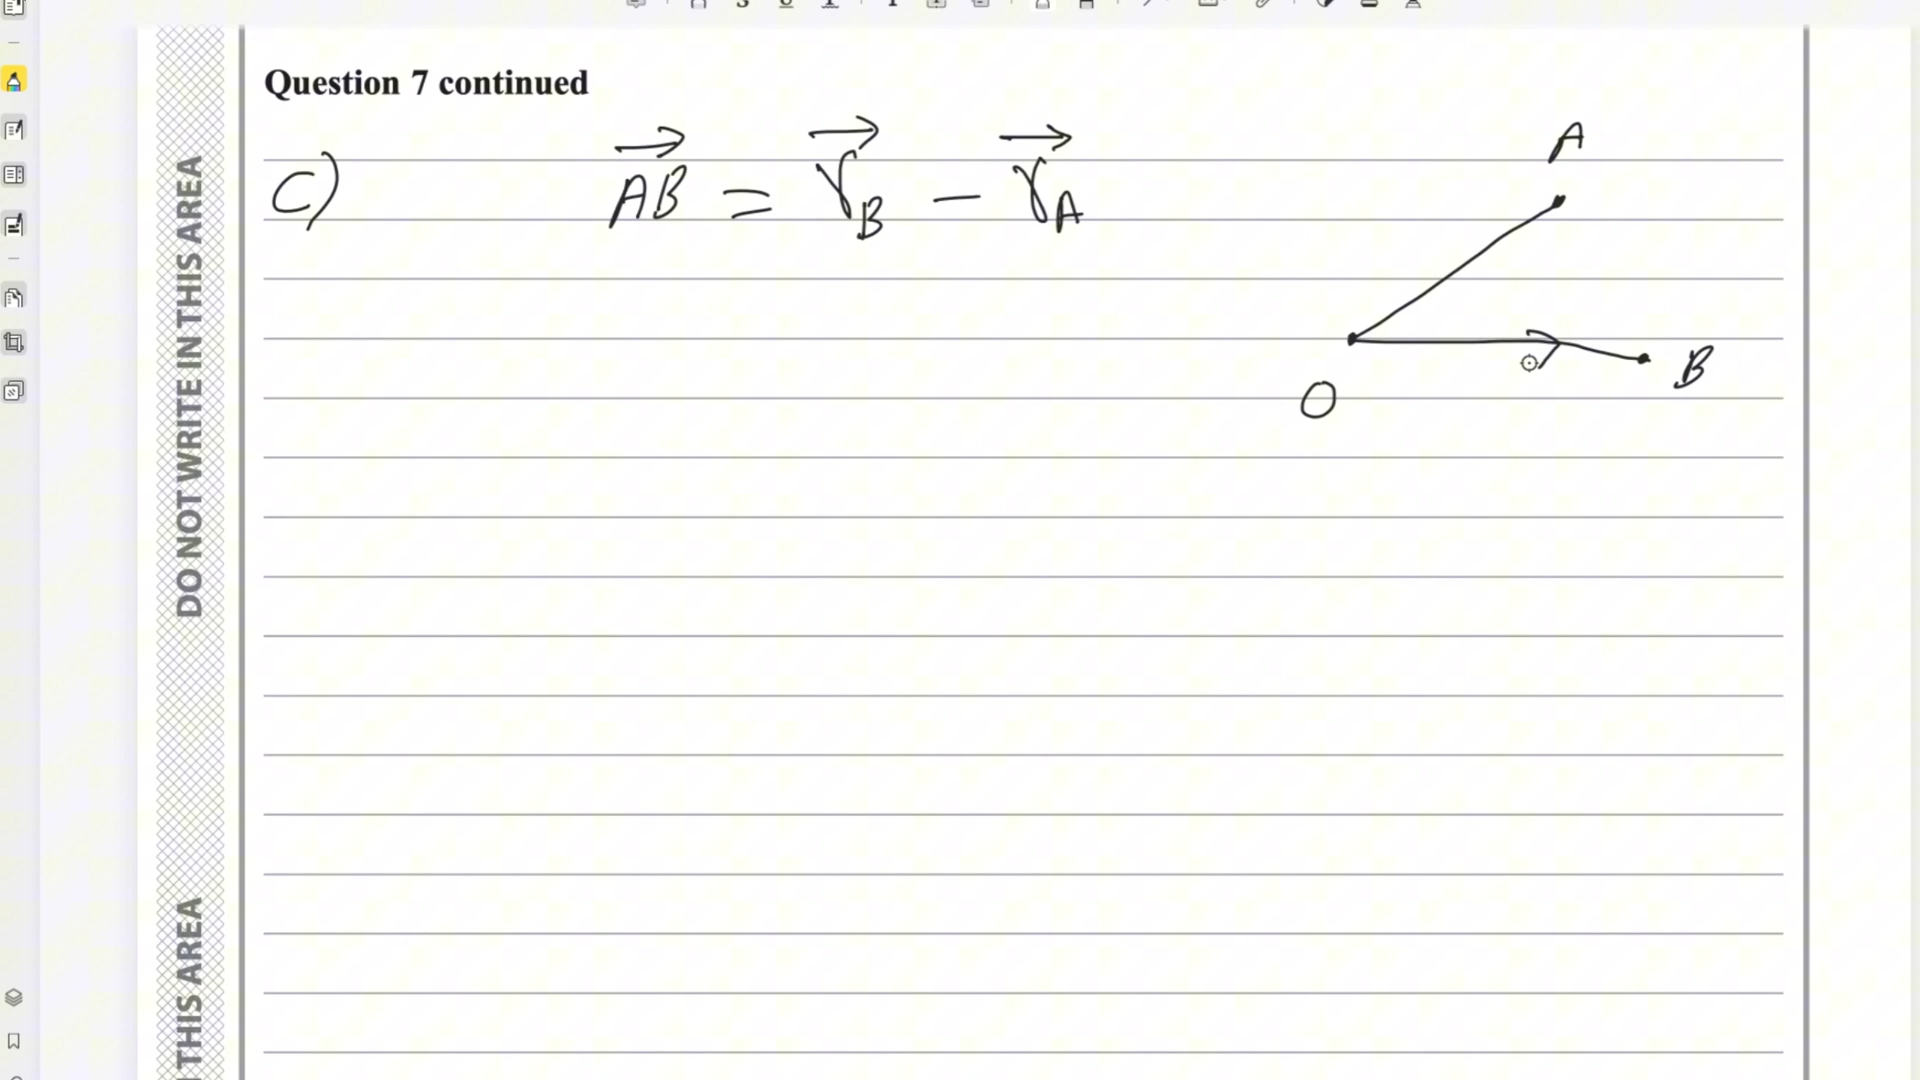 Question 7 continued
C) AB = r_B - r_A
A
B
O
DO NOT WRITE IN THIS AREA
THIS AREA